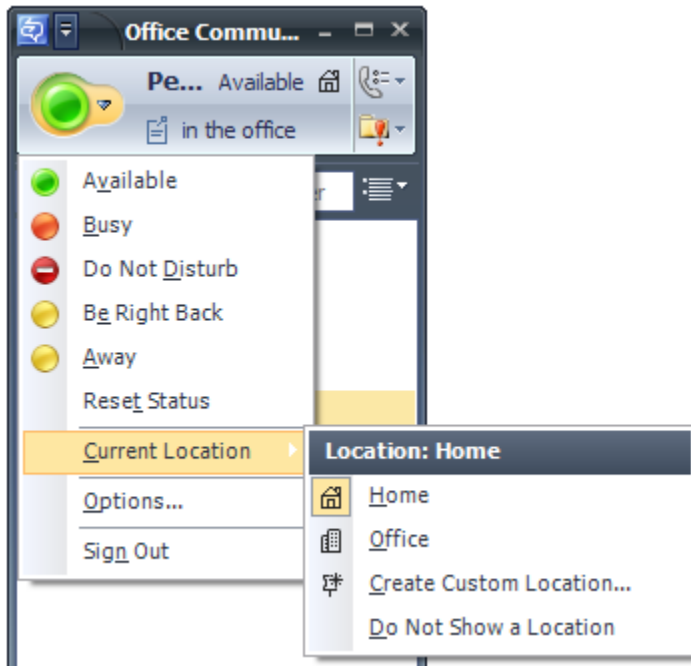 Office Commu...
Pe... Available
in the office
Available
Busy
Do Not Disturb
Be Right Back
Away
Reset Status
Current Location
Options...
Sign Out
Location: Home
Home
Office
Create Custom Location...
Do Not Show a Location